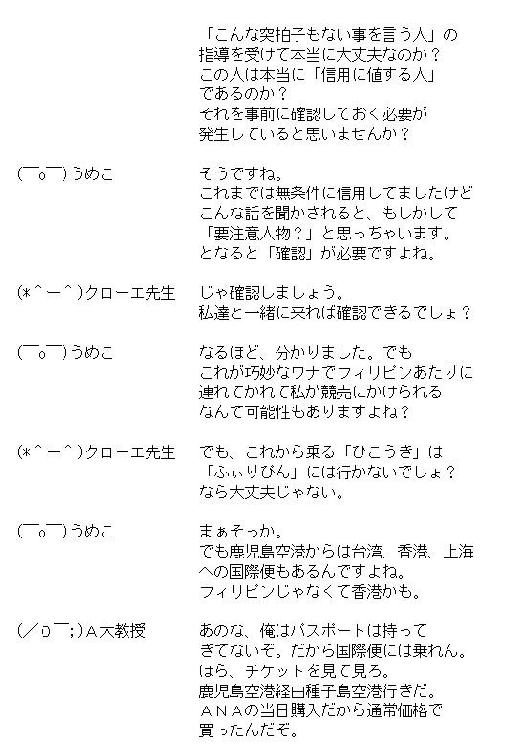 「こんな突拍子もない事を言う人」の
指導を受けて本当に大丈夫なのか？
この人は本当に「信用に値する人」
であるのか？
それを事前に確認しておく必要が
発生していると思いませんか？
(￣o￣)うめこ　そうですね。
これまでは無条件に信用してましたけど
こんな話を聞かされると、もしかして
「要注意人物？」と思っちゃいます。
となると「確認」が必要ですよね。
(*＾ー＾)クローエ先生　じゃ確認しましょう。
私達と一緒に来れば確認できるでしょ？
(￣o￣)うめこ　なるほど、分かりました。でも
これが巧妙なワナでフィリピンあたりに
連れてかれて私が競売にかけられる
なんて可能性もありますよね？
(*＾ー＾)クローエ先生　でも、これから乗る「ひこうき」は
「ふぃりぴん」には行かないでしょ？
なら大丈夫じゃない。
(￣o￣)うめこ　まぁそっか。
でも鹿児島空港からは台湾、香港、上海
への国際便もあるんですよね。
フィリピンじゃなくて香港かも。
(／Д￣;)Ａ大教授　あのな、俺はパスポートは持って
きてないぞ。だから国際便には乗れん。
ほら、チケットを見て見ろ。
鹿児島空港経由種子島空港行きだ。
ＡＮＡの当日購入だから通常価格で
買ったんだぞ。